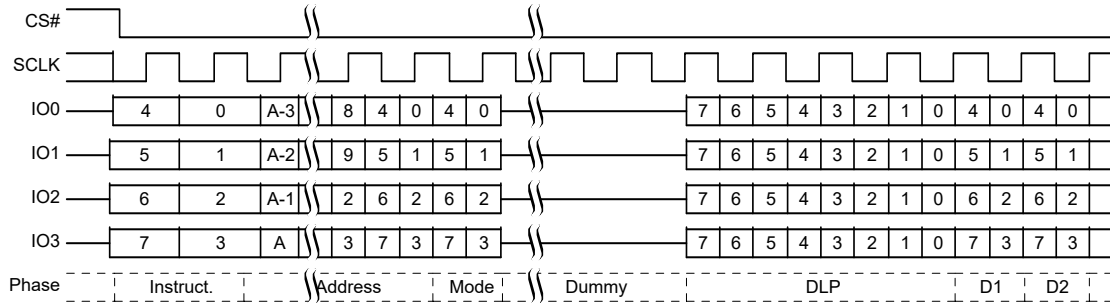 CS#
SCLK
IO0 4 0 A-3 8 4 0 4 0 7 6 5 4 3 2 1 0 4 0 4 0
IO1 5 1 A-2 9 5 1 5 1 7 6 5 4 3 2 1 0 5 1 5 1
IO2 6 2 A-1 2 6 2 6 2 7 6 5 4 3 2 1 0 6 2 6 2
IO3 7 3 A 3 7 3 7 3 7 6 5 4 3 2 1 0 7 3 7 3
Phase Instruct. Address Mode Dummy DLP D1 D2